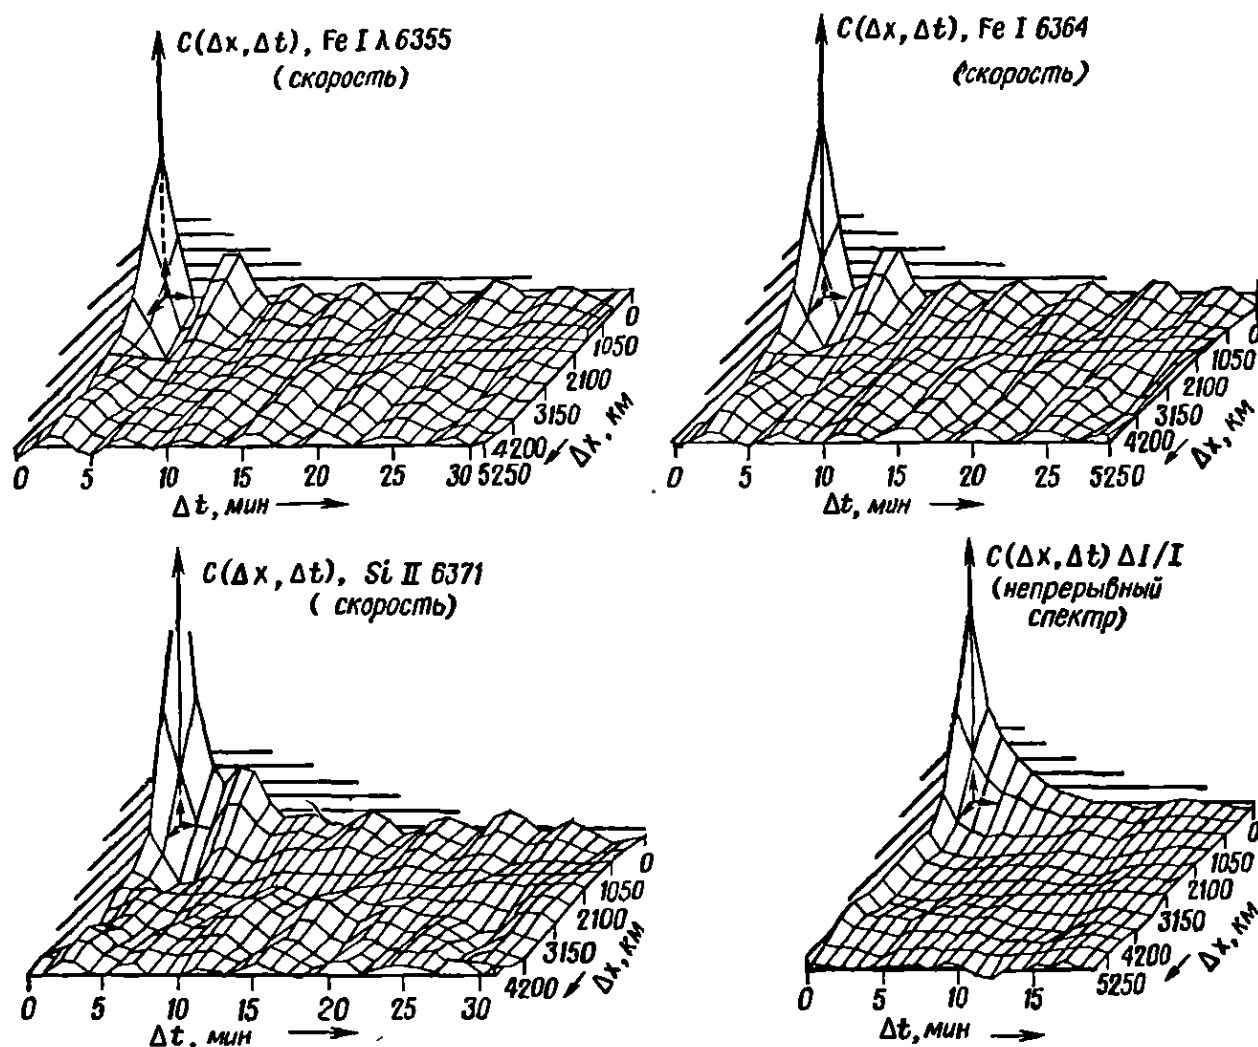 C(Δx,Δt), Fe I λ 6355
(скорость)
0
1050
2100
3150
4200
5250
Δx, км
0 5 10 15 20 25 30
Δt, мин
C(Δx,Δt), Fe I 6364
(скорость)
0
1050
2100
3150
4200
5250
Δx, км
0 5 10 15 20 25
Δt, мин
C(Δx,Δt), Si II 6371
(скорость)
0
1050
2100
3150
4200
Δx, км
0 5 10 15 20 25 30
Δt, мин
C(Δx,Δt) ΔI/I
(непрерывный
спектр)
0
1050
2100
3150
4200
5250
Δx, км
0 5 10 15
Δt, мин